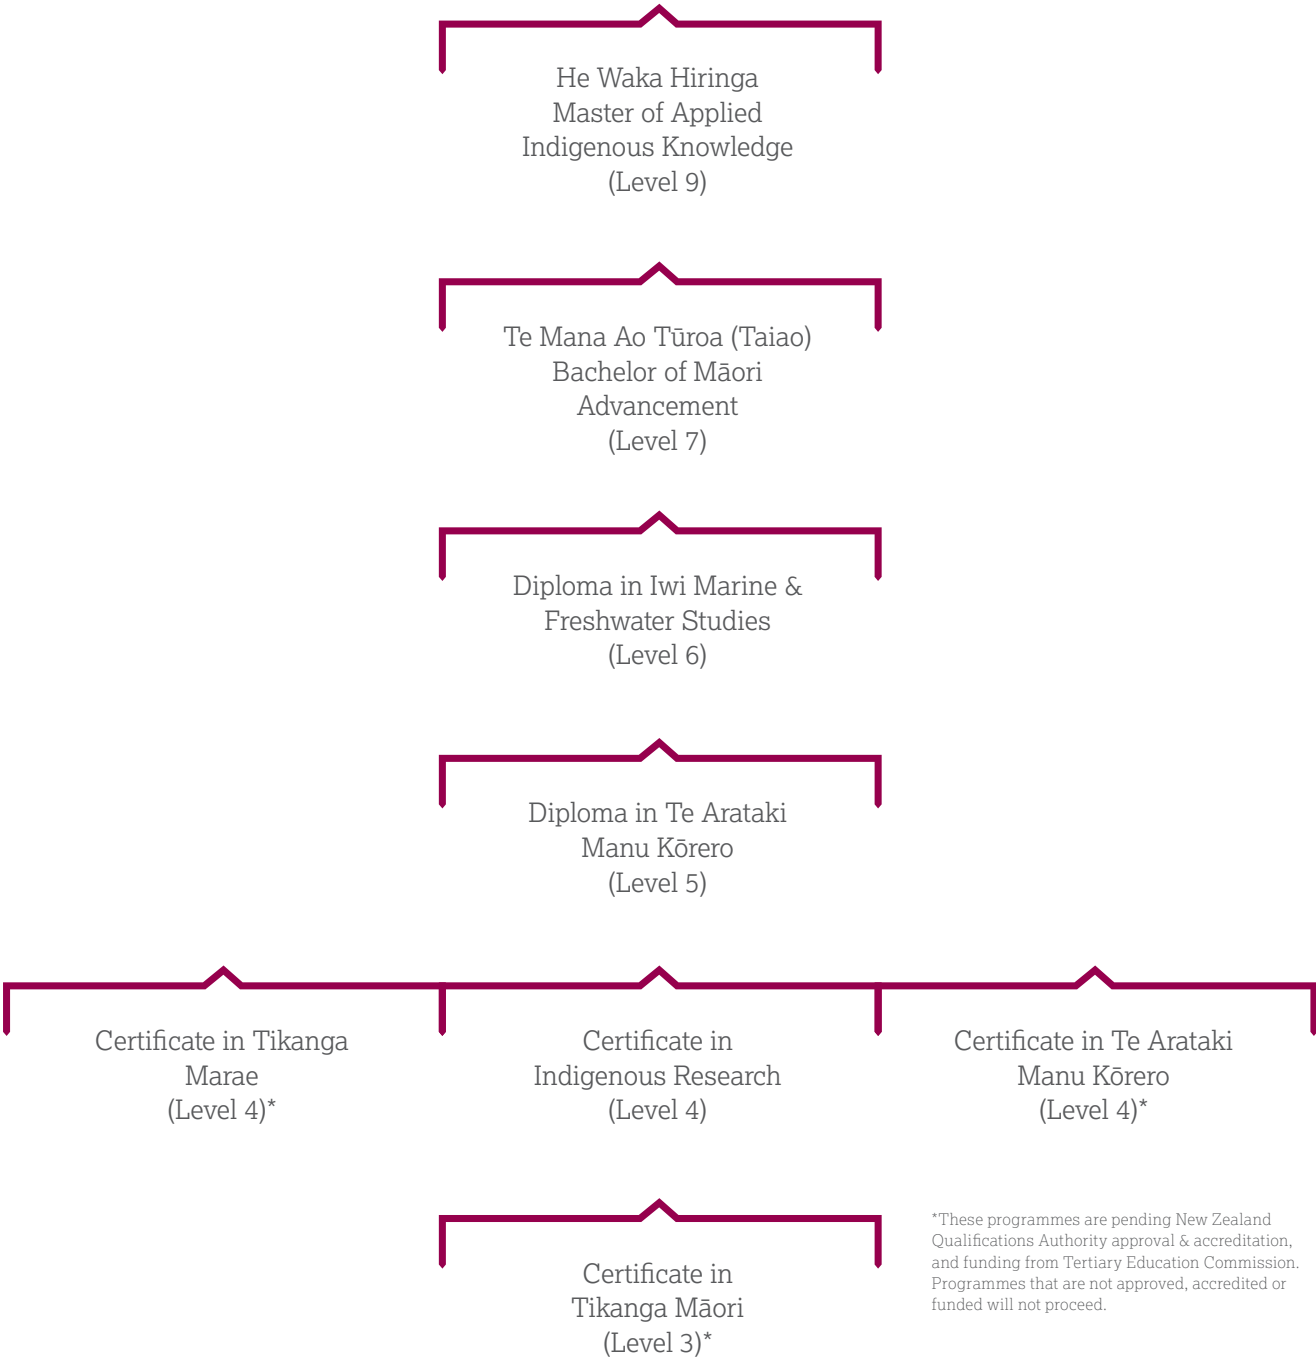 He Waka Hiringa
Master of Applied
Indigenous Knowledge
(Level 9)
Te Mana Ao Tūroa (Taiao)
Bachelor of Māori
Advancement
(Level 7)
Diploma in Iwi Marine &
Freshwater Studies
(Level 6)
Diploma in Te Arataki
Manu Kōrero
(Level 5)
Certificate in Tikanga
Marae
(Level 4)*
Certificate in
Indigenous Research
(Level 4)
Certificate in Te Arataki
Manu Kōrero
(Level 4)*
Certificate in
Tikanga Māori
(Level 3)*
*These programmes are pending New Zealand
Qualifications Authority approval & accreditation,
and funding from Tertiary Education Commission.
Programmes that are not approved, accredited or
funded will not proceed.